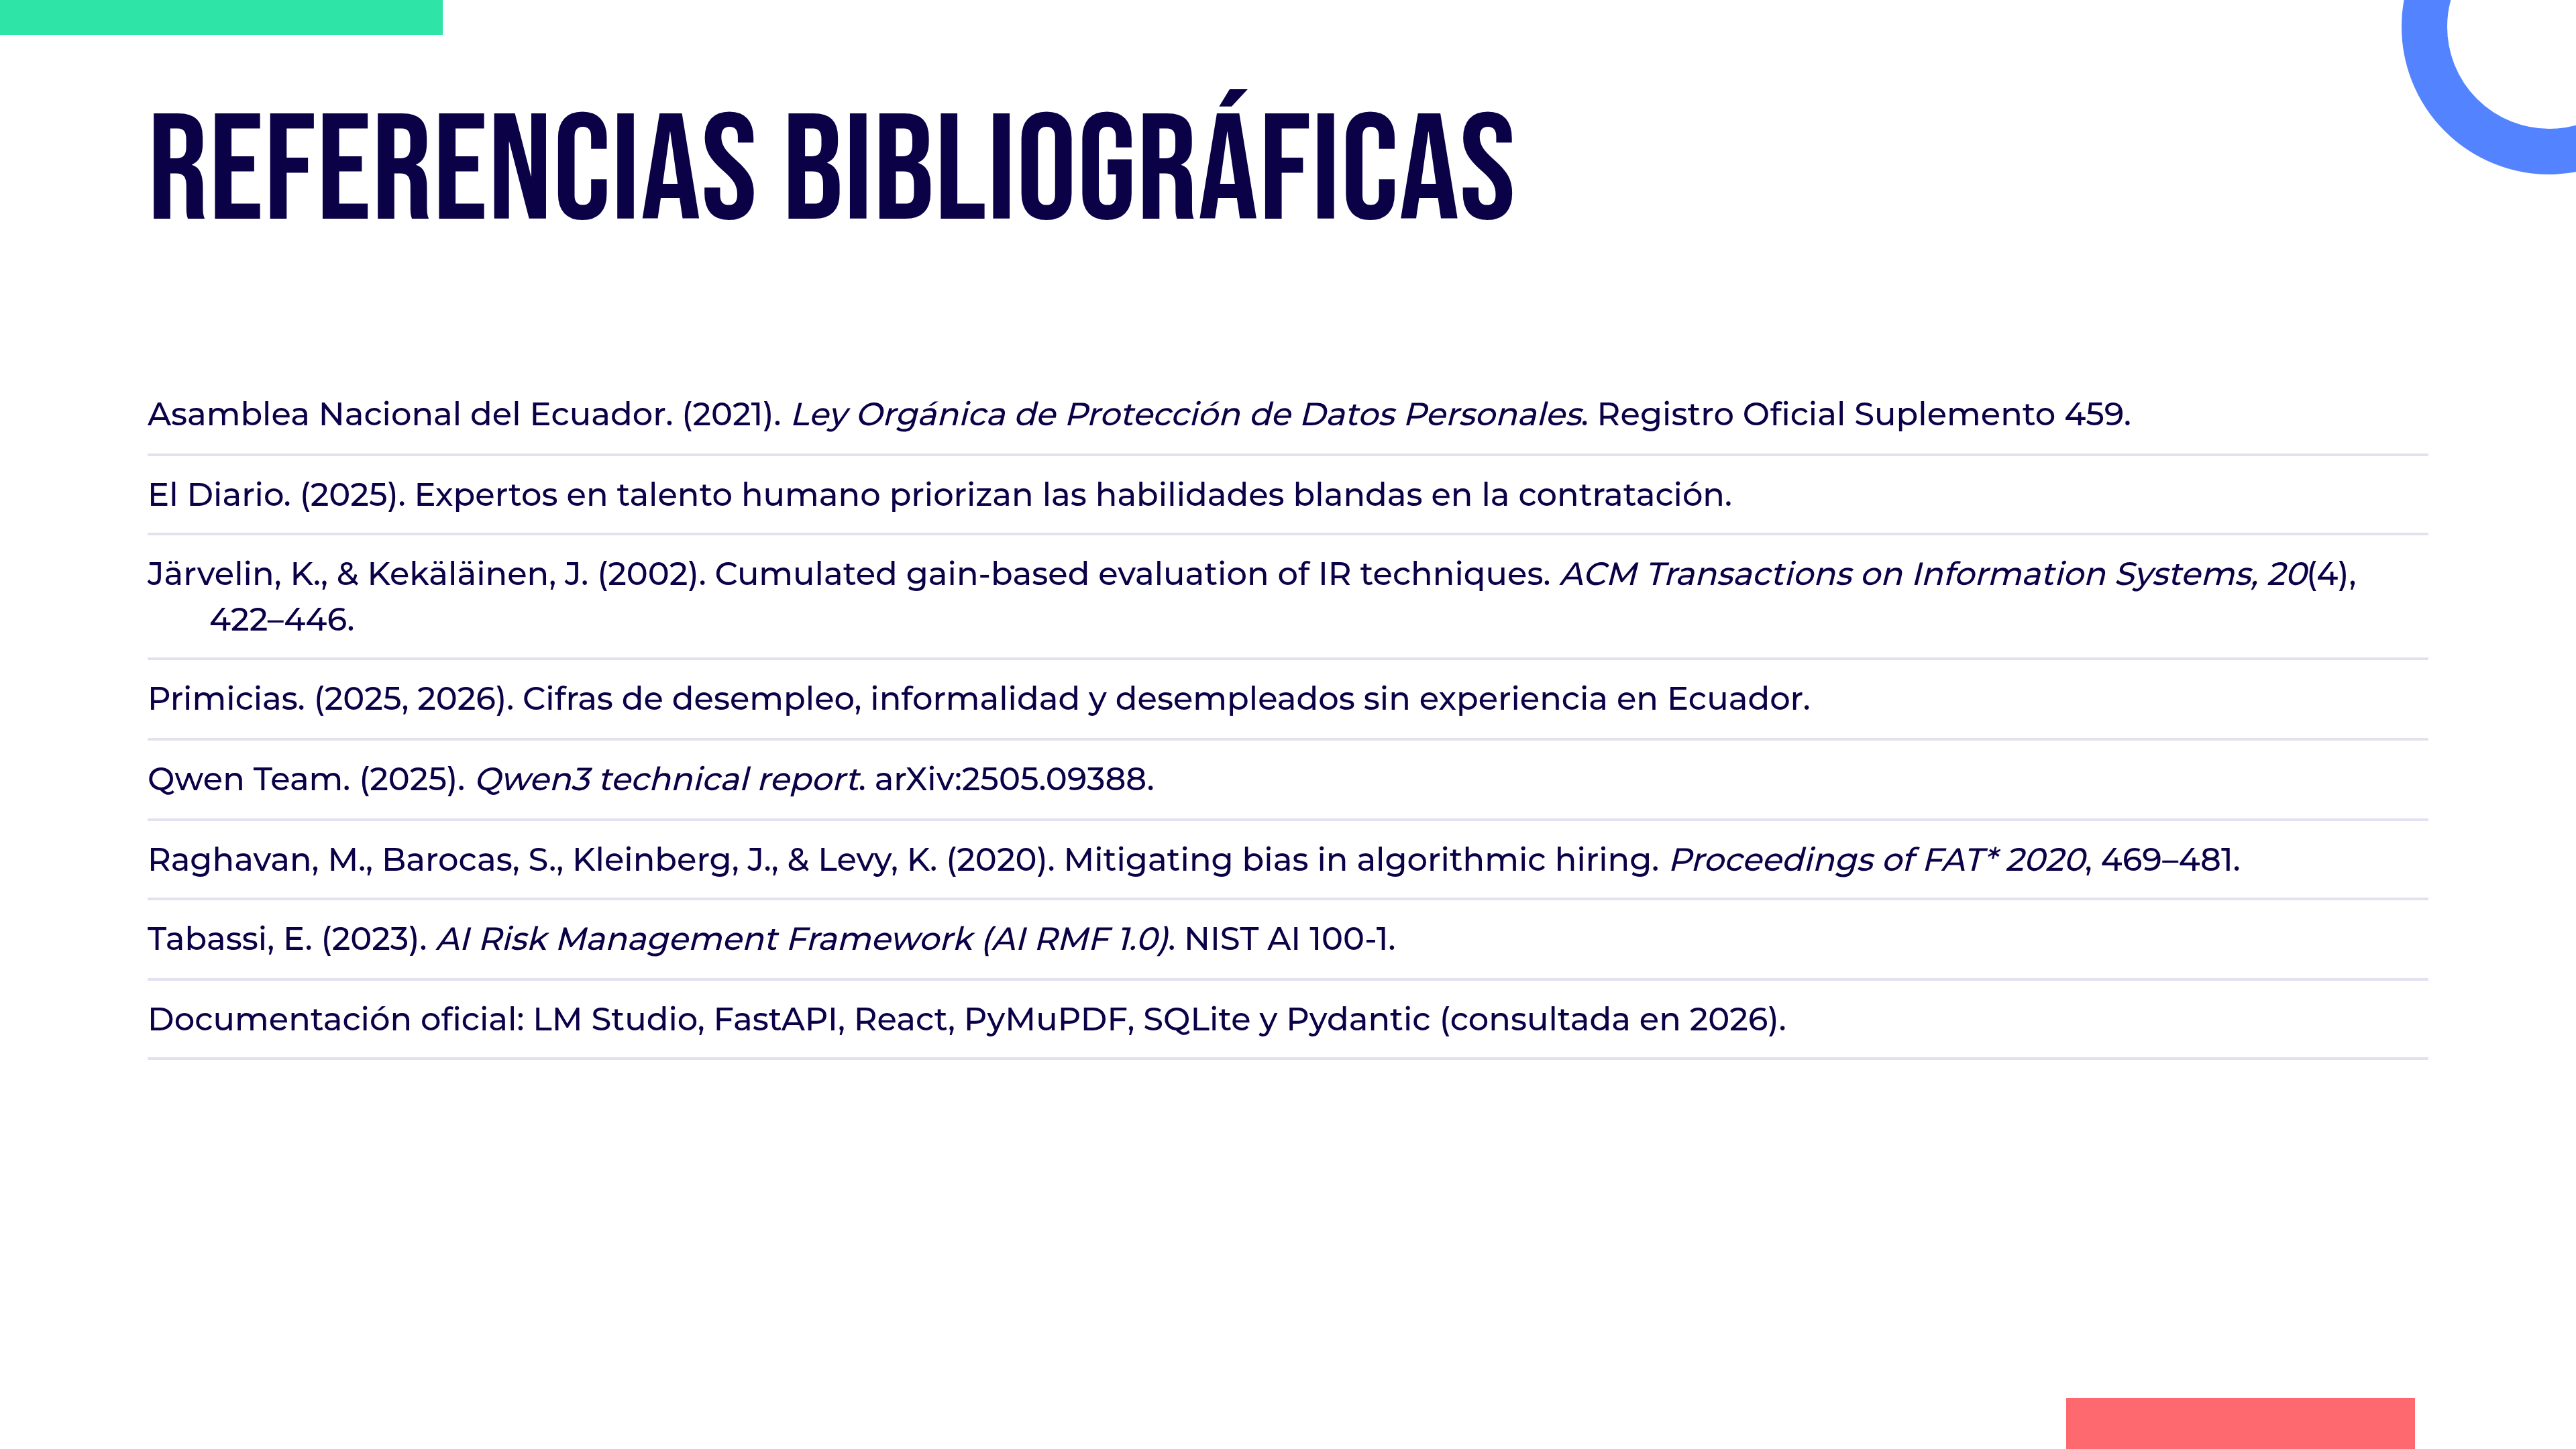 REFERENCIAS BIBLIOGRÁFICAS
Asamblea Nacional del Ecuador. (2021). Ley Orgánica de Protección de Datos Personales. Registro Oficial Suplemento 459.
El Diario. (2025). Expertos en talento humano priorizan las habilidades blandas en la contratación.
Järvelin, K., & Kekäläinen, J. (2002). Cumulated gain-based evaluation of IR techniques. ACM Transactions on Information Systems, 20(4),
422–446.
Primicias. (2025, 2026). Cifras de desempleo, informalidad y desempleados sin experiencia en Ecuador.
Qwen Team. (2025). Qwen3 technical report. arXiv:2505.09388.
Raghavan, M., Barocas, S., Kleinberg, J., & Levy, K. (2020). Mitigating bias in algorithmic hiring. Proceedings of FAT* 2020, 469–481.
Tabassi, E. (2023). AI Risk Management Framework (AI RMF 1.0). NIST AI 100-1.
Documentación oficial: LM Studio, FastAPI, React, PyMuPDF, SQLite y Pydantic (consultada en 2026).